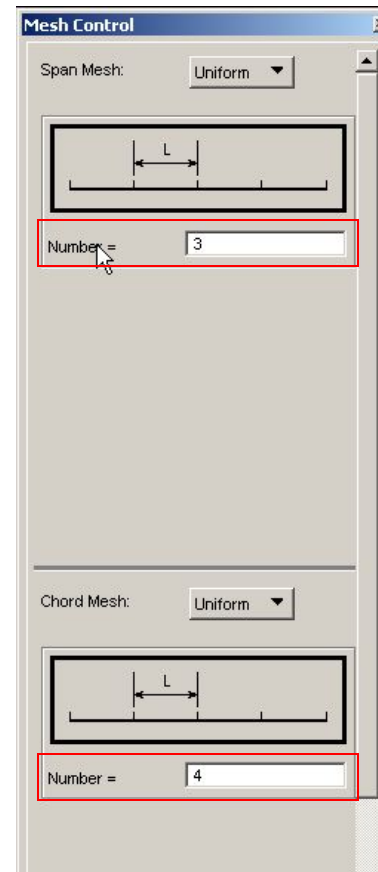 Mesh Control
Span Mesh: Uniform
L
Number = 3
Chord Mesh: Uniform
L
Number = 4